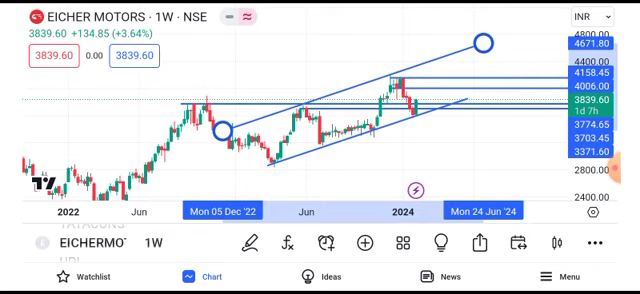 EICHER MOTORS · 1W · NSE
INR
3839.60 +134.85 (+3.64%)
3839.60
0.00
3839.60
4800.00
4671.80
4400.00
4158.45
4006.00
3839.60
1d 7h
3774.65
3703.45
3371.60
2800.00
2400.00
2022
Jun
Mon 05 Dec '22
Jun
2024
Mon 24 Jun '24
EICHERMO
1W
Watchlist
Chart
Ideas
News
Menu